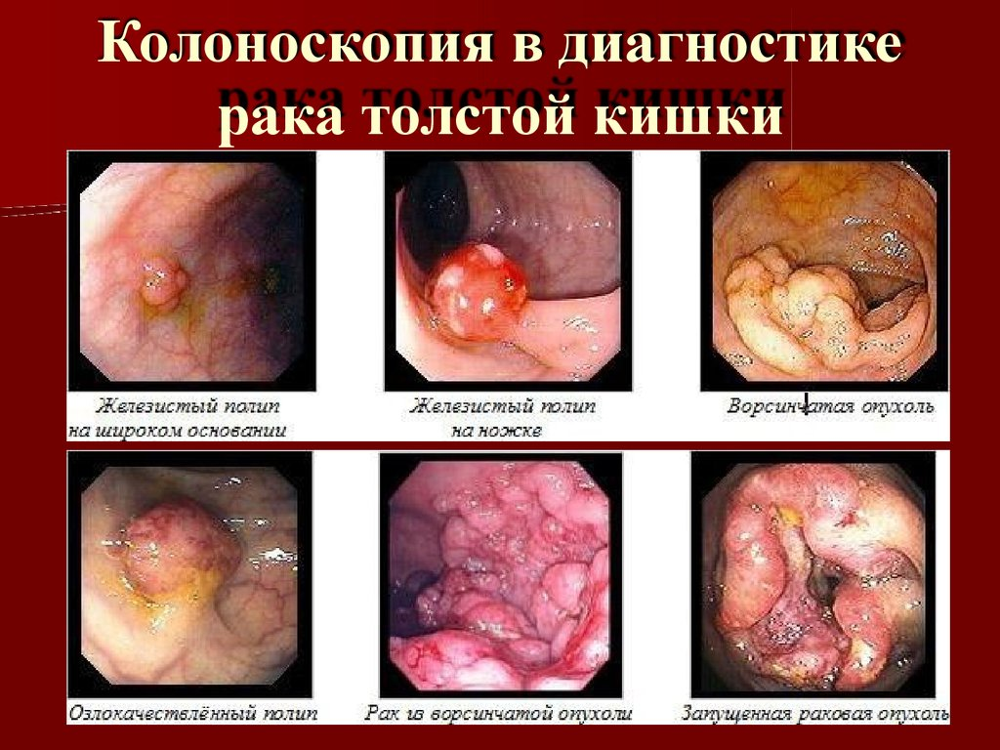 Колоноскопия в диагностике
рака толстой кишки
Железистый полип
на широком основании
Железистый полип
на ножке
Ворсинчатая опухоль
Озлокачествлённый полип
Рак из ворсинчатой опухоли
Запущенная раковая опухоль